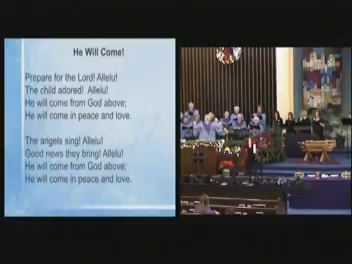 He Will Come!
Prepare for the Lord! Allelu!
The child adored! Allelu!
He will come from God above;
He will come in peace and love.
The angels sing! Allelu!
Good news they bring! Allelu!
He will come from God above;
He will come in peace and love.